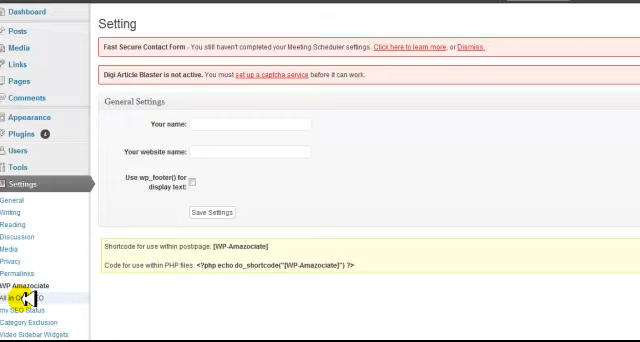 Dashboard
Posts
Media
Links
Pages
Comments
Appearance
Plugins 4
Users
Tools
Settings
General
Writing
Reading
Discussion
Media
Privacy
Permalinks
WP Amazociate
All in O EO
my SEO Status
Category Exclusion
Video Sidebar Widgets
Setting
Fast Secure Contact Form - You still haven't completed your Meeting Scheduler settings. Click here to learn more, or Dismiss.
Digi Article Blaster is not active. You must set up a captcha service before it can work.
General Settings
Your name:
Your website name:
Use wp_footer() for
display text:
Save Settings
Shortcode for use within post/page: [WP-Amazociate]
Code for use within PHP files: <?php echo do_shortcode("[WP-Amazociate]") ?>